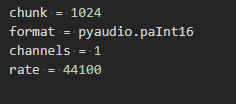 chunk = 1024
format = pyaudio.paInt16
channels = 1
rate = 44100